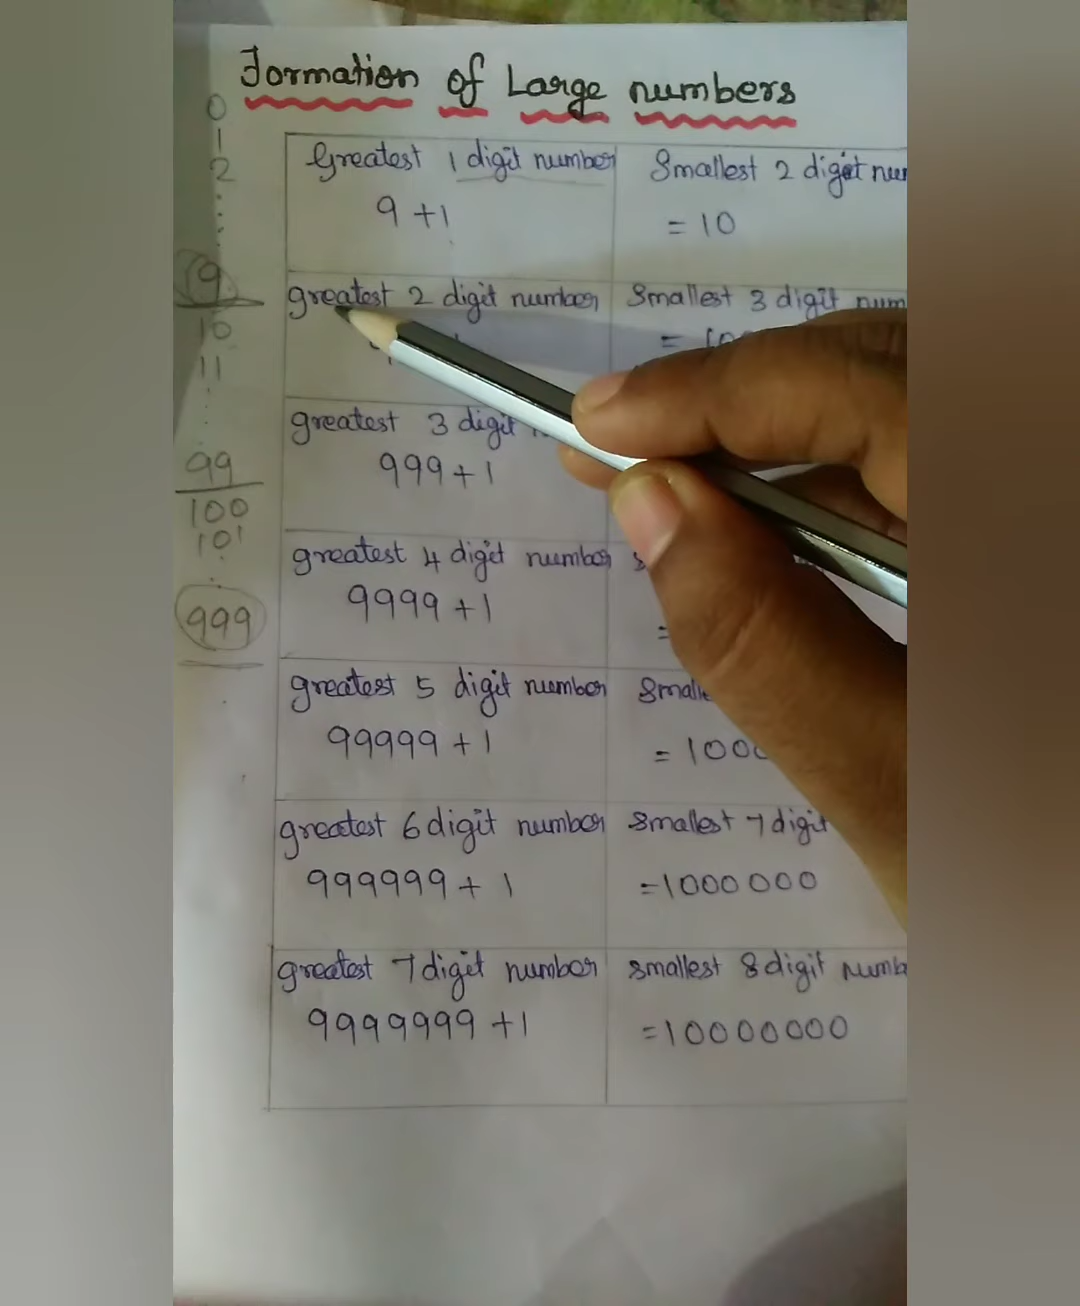 Formation of Large numbers
0
1
2
9
10
11
99
100
101
999
Greatest 1 digit number Smallest 2 digit
9 +1 = 10
greatest 2 digit number Smallest 3 digit
=
greatest 3 digit
999 + 1
greatest 4 digit number
9999 + 1 =
greatest 5 digit number
99999 + 1 =
greatest 6 digit number smallest 7 digit
999999 + 1 =1000 000
greatest 7 digit number smallest 8 digit
9999999 +1 =10000000